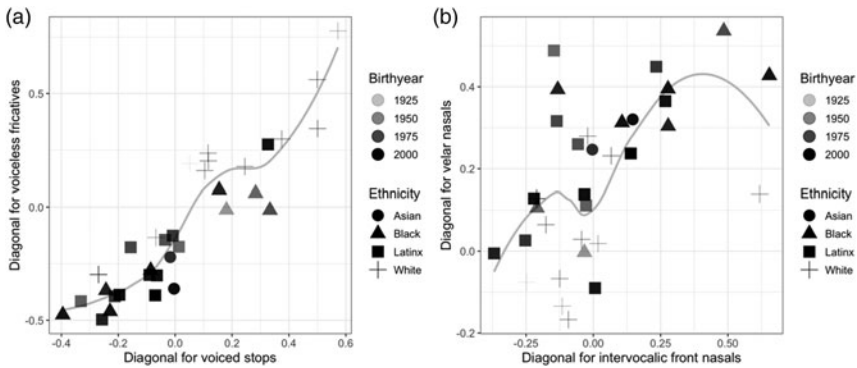 (a)
Diagonal for voiceless fricatives
0.5
0.0
-0.5
-0.4 -0.2 0.0 0.2 0.4 0.6
Diagonal for voiced stops
Birthyear
1925
1950
1975
2000
Ethnicity
Asian
Black
Latinx
White
(b)
Diagonal for velar nasals
0.4
0.2
0.0
-0.2
-0.25 0.00 0.25 0.50
Diagonal for intervocalic front nasals
Birthyear
1925
1950
1975
2000
Ethnicity
Asian
Black
Latinx
White